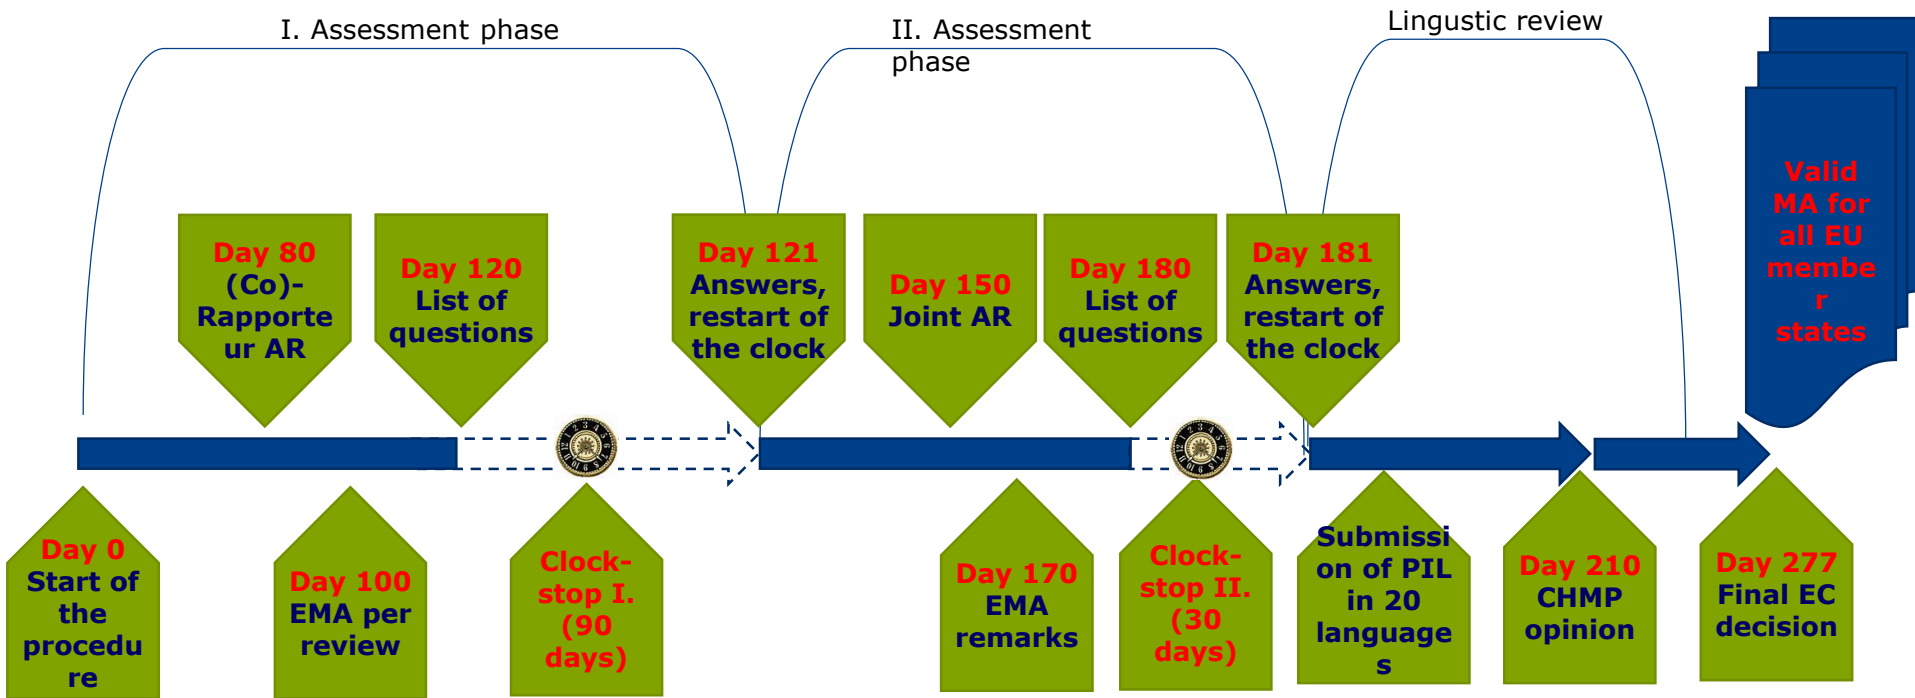 I. Assessment phase
II. Assessment
phase
Lingustic review
Day 80
(Co)-
Rapporte
ur AR
Day 120
List of
questions
Day 121
Answers,
restart of
the clock
Day 150
Joint AR
Day 180
List of
questions
Day 181
Answers,
restart of
the clock
Valid
MA for
all EU
membe
r
states
Day 0
Start of
the
procedu
re
Day 100
EMA per
review
Clock-
stop I.
(90
days)
Day 170
EMA
remarks
Clock-
stop II.
(30
days)
Submissi
on of PIL
in 20
language
s
Day 210
CHMP
opinion
Day 277
Final EC
decision